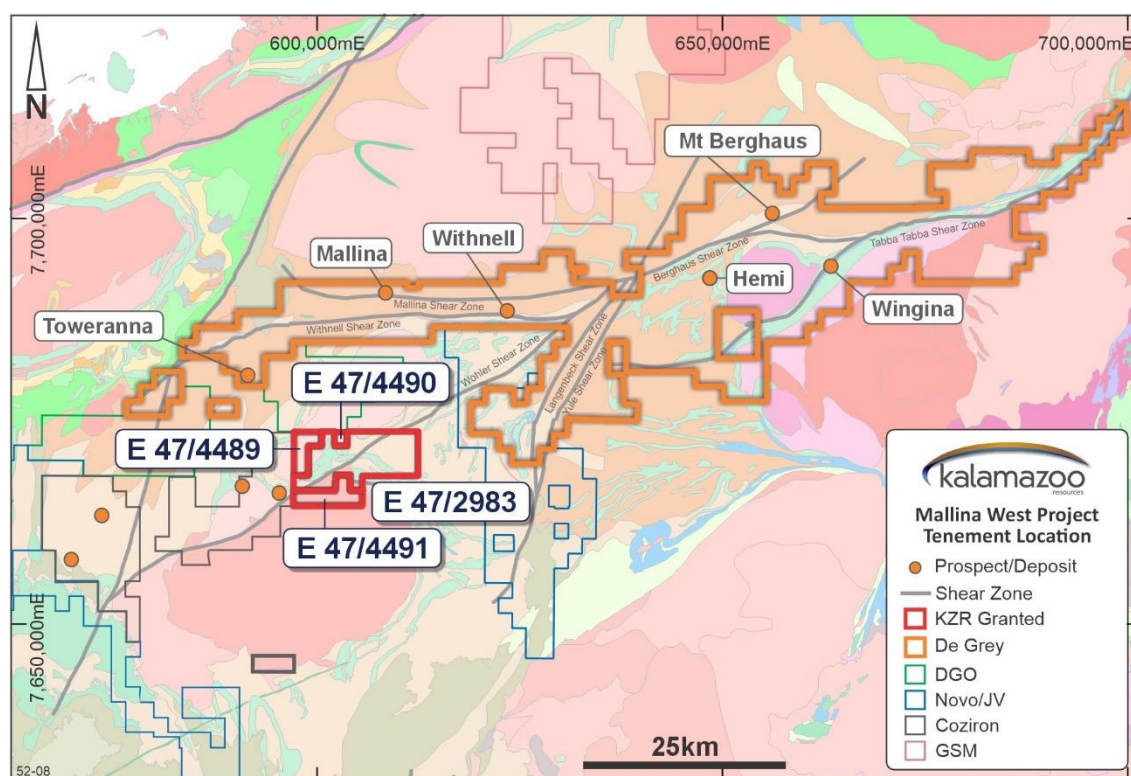 600,000mE
650,000mE
700,000mE
N
7,700,000mN
7,650,000mN
Mt Berghaus
Withnell
Mallina
Toweranna
Hemi
Wingina
Berghaus Shear Zone
Tabba Tabba Shear Zone
Mallina Shear Zone
Withnell Shear Zone
Wohler Shear Zone
Langenbeck Shear Zone
Yule Shear Zone
E 47/4490
E 47/4489
E 47/2983
E 47/4491
kalamazoo
resources
Mallina West Project
Tenement Location
Prospect/Deposit
Shear Zone
KZR Granted
De Grey
DGO
Novo/JV
Coziron
GSM
25km
52-08